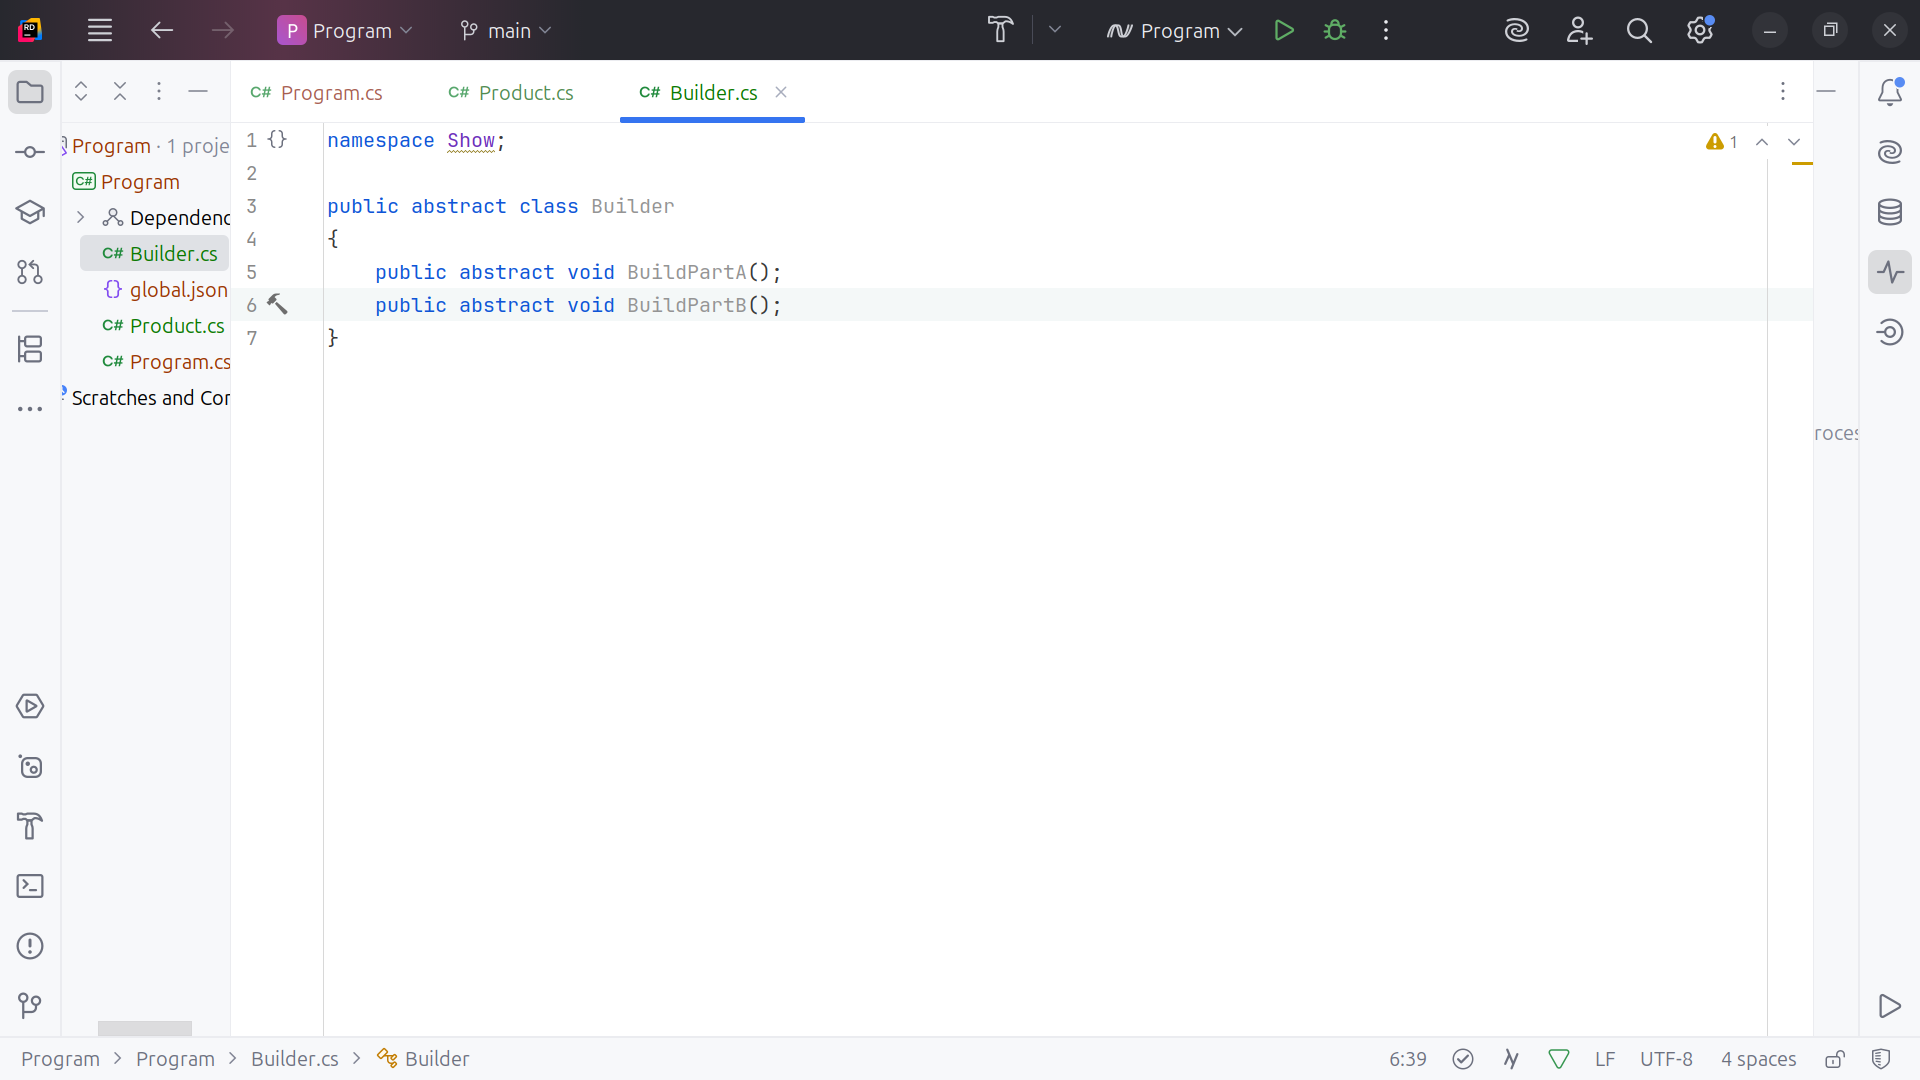 RD
P Program
main
Program
C# Program.cs
C# Product.cs
C# Builder.cs
Program · 1 proje
C# Program
Dependenc
C# Builder.cs
{} global.json
C# Product.cs
C# Program.cs
Scratches and Cor
1 {} namespace Show;
2
3 public abstract class Builder
4 {
5 public abstract void BuildPartA();
6 public abstract void BuildPartB();
7 }
1
roces
Program > Program > Builder.cs > Builder
6:39
LF
UTF-8
4 spaces